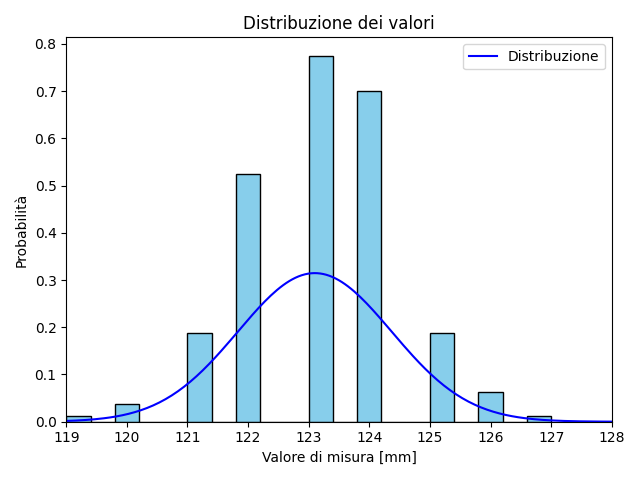 Distribuzione dei valori
Distribuzione
Probabilità
0.8
0.7
0.6
0.5
0.4
0.3
0.2
0.1
0.0
119 120 121 122 123 124 125 126 127 128
Valore di misura [mm]